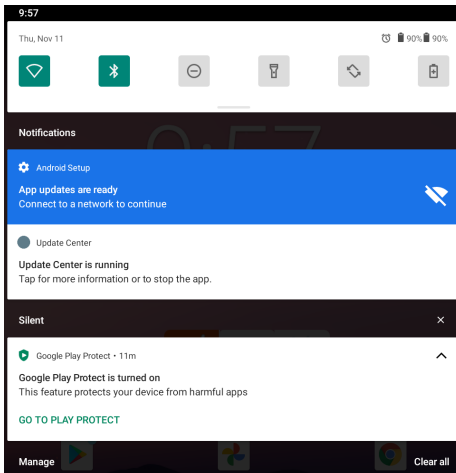 9:57
Thu, Nov 11
90% 90%
Notifications
9:57
Android Setup
App updates are ready
Connect to a network to continue
Update Center
Update Center is running
Tap for more information or to stop the app.
Silent
Google Play Protect • 11m
Google Play Protect is turned on
This feature protects your device from harmful apps
GO TO PLAY PROTECT
Manage
Clear all